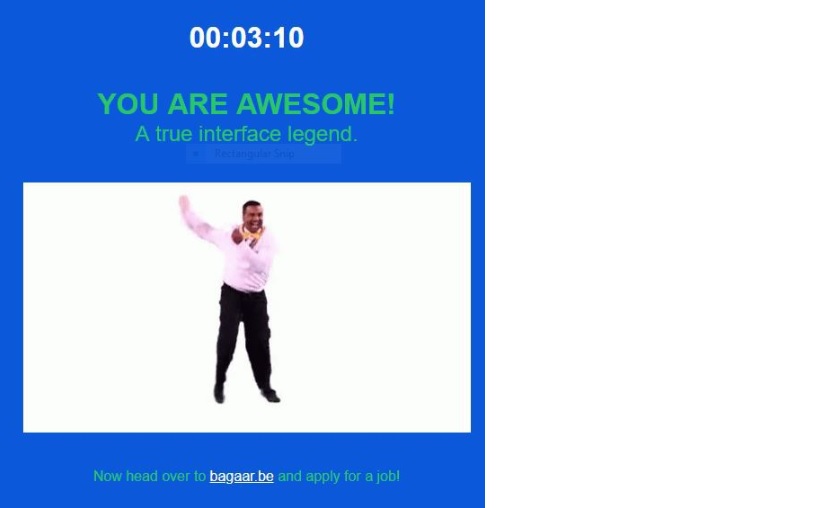 00:03:10
YOU ARE AWESOME!
A true interface legend.
Rectangular Snip
Now head over to bagaar.be and apply for a job!